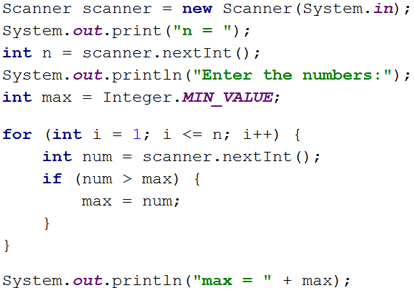 Scanner scanner = new Scanner(System.in);
System.out.print("n = ");
int n = scanner.nextInt();
System.out.println("Enter the numbers:");
int max = Integer.MIN_VALUE;
for (int i = 1; i <= n; i++) {
    int num = scanner.nextInt();
    if (num > max) {
        max = num;
    }
}
System.out.println("max = " + max);